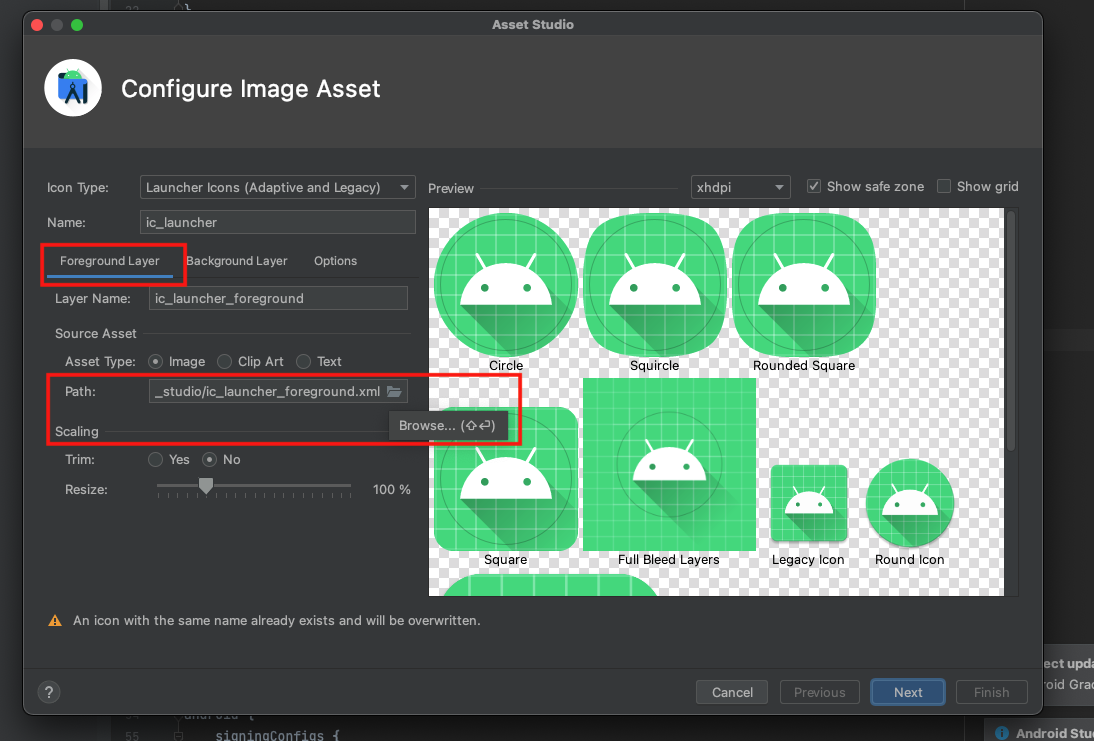 Asset Studio
Configure Image Asset
Icon Type: Launcher Icons (Adaptive and Legacy)
Name: ic_launcher
Foreground Layer Background Layer Options
Layer Name: ic_launcher_foreground
Source Asset
Asset Type: Image Clip Art Text
Path: _studio/ic_launcher_foreground.xml
Browse... (⇧⏎)
Scaling
Trim: Yes No
Resize: 100 %
Preview xhdpi Show safe zone Show grid
Circle Squircle Rounded Square
Square Full Bleed Layers Legacy Icon Round Icon
An icon with the same name already exists and will be overwritten.
? Cancel Previous Next Finish
ect upda
roid Grad
android {
55 signingConfigs {
Android Stu